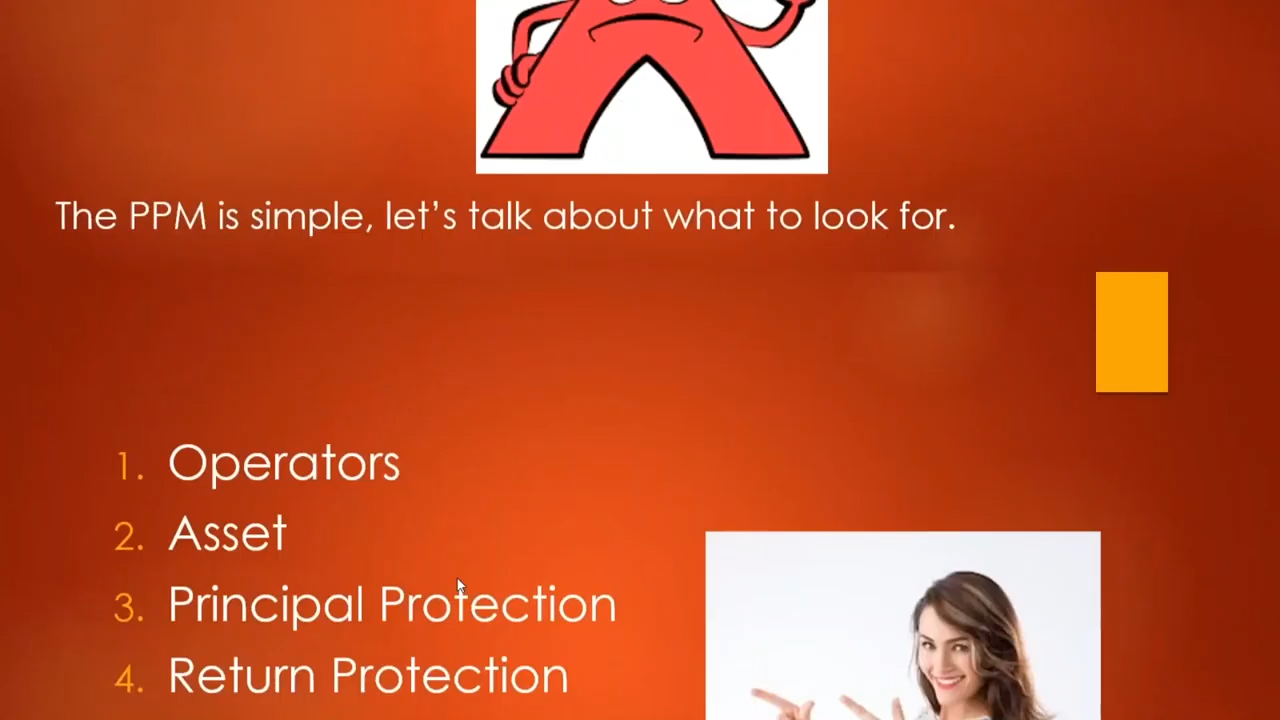 The PPM is simple, let's talk about what to look for.
1. Operators
2. Asset
3. Principal Protection
4. Return Protection